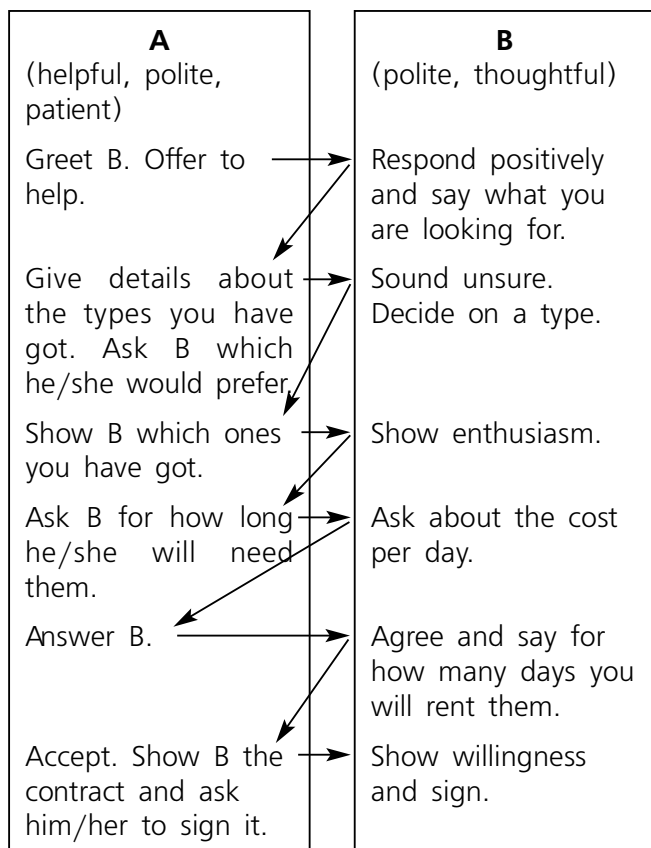 A
(helpful, polite,
patient)
Greet B. Offer to
help.
Give details about
the types you have
got. Ask B which
he/she would prefer.
Show B which ones
you have got.
Ask B for how long
he/she will need
them.
Answer B.
Accept. Show B the
contract and ask
him/her to sign it.
B
(polite, thoughtful)
Respond positively
and say what you
are looking for.
Sound unsure.
Decide on a type.
Show enthusiasm.
Ask about the cost
per day.
Agree and say for
how many days you
will rent them.
Show willingness
and sign.